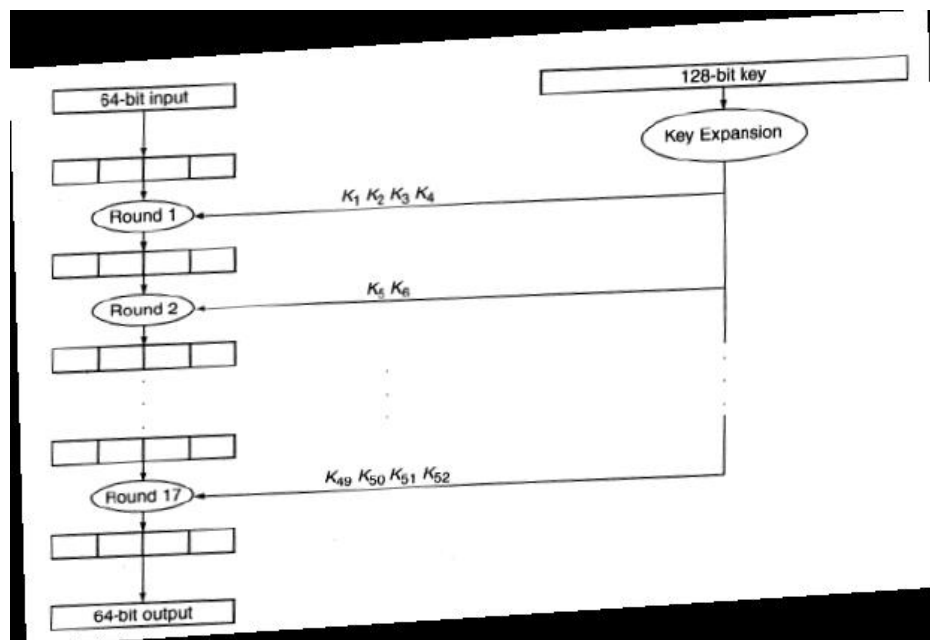 64-bit input
128-bit key
Key Expansion
K1 K2 K3 K4
Round 1
K5 K6
Round 2
K49 K50 K51 K52
Round 17
64-bit output